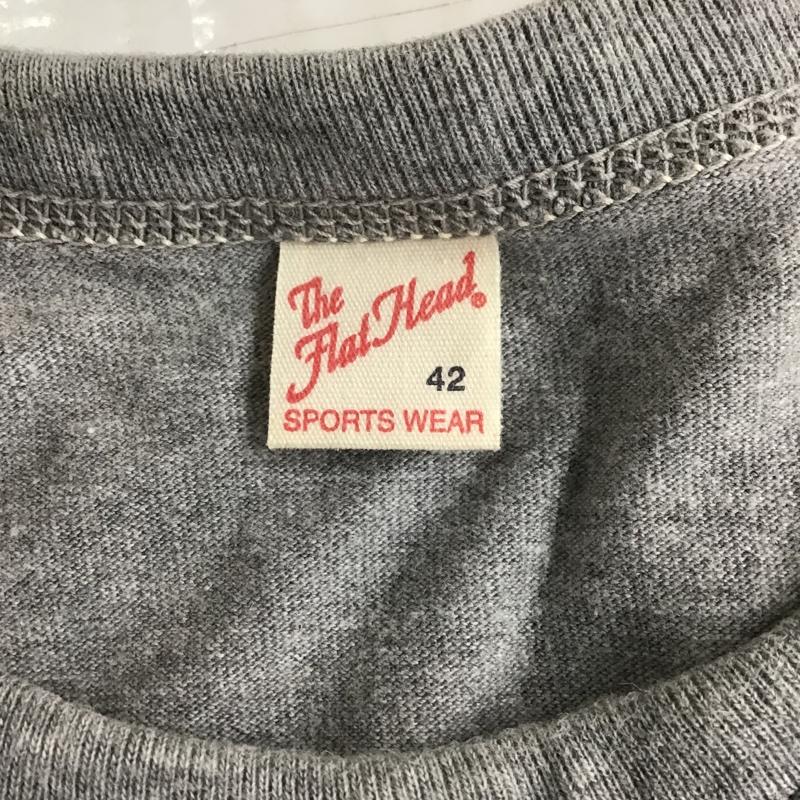 The
Flat Head®
42
SPORTS WEAR